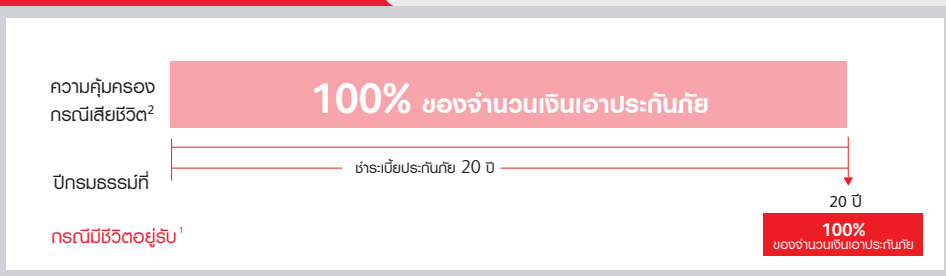 ความคุ้มครอง
กรณีเสียชีวิต²
100% ของจำนวนเงินเอาประกันภัย
ชำระเบี้ยประกันภัย 20 ปี
ปีกรมธรรม์ที่
20 ปี
กรณีมีชีวิตอยู่รับ¹
100%
ของจำนวนเงินเอาประกันภัย